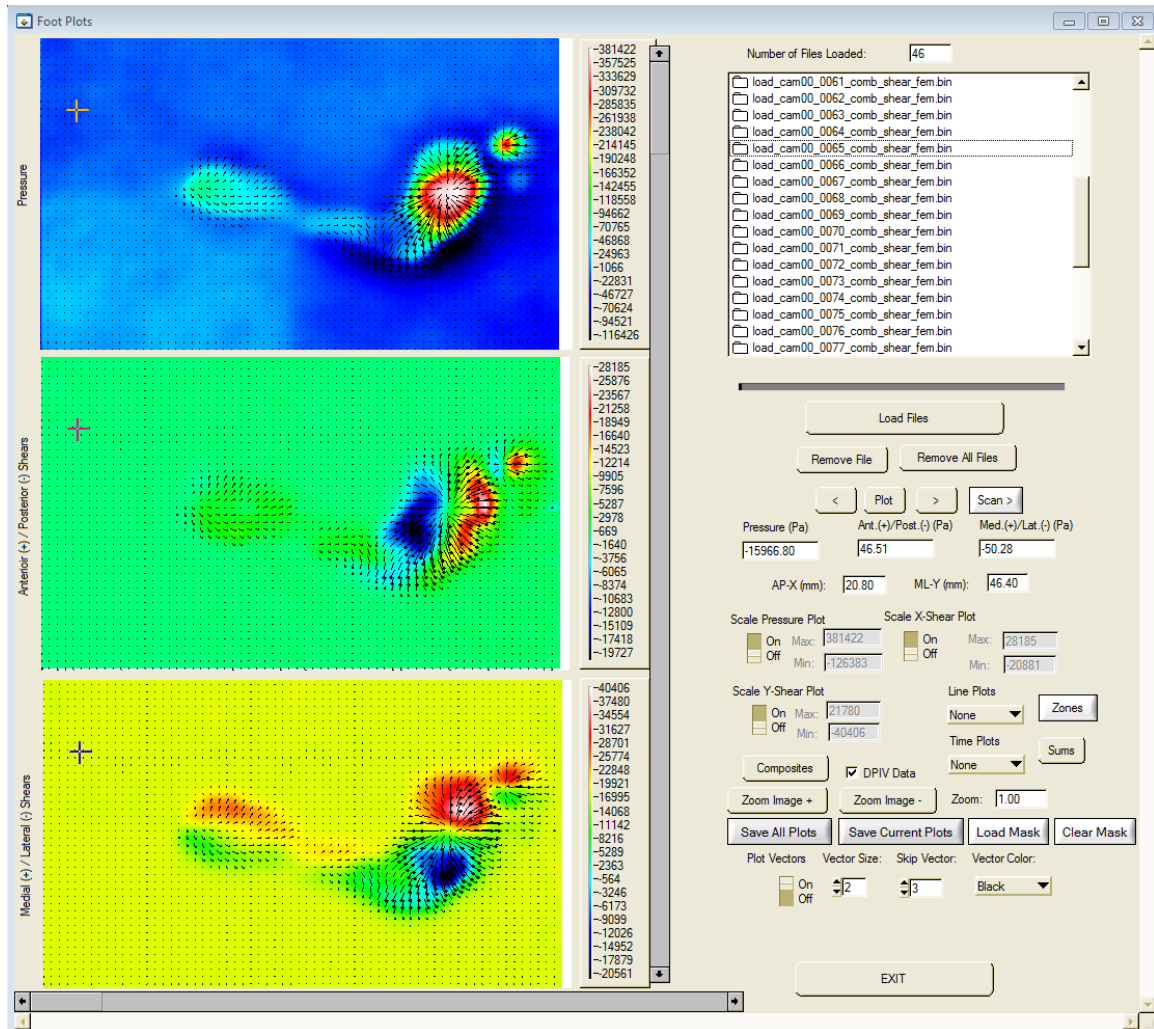 Foot Plots
Pressure
381422
357525
333629
309732
285835
261938
238042
214145
190248
166352
142455
118558
94662
70765
46868
24963
1066
-22831
-46727
-70624
-94521
-116426
Anterioir (+) / Posterior (-) Shears
28185
25876
23567
21258
18949
16640
14523
12214
9905
7596
5287
2978
669
-1640
-3756
-6065
-8374
-10683
-12800
-15109
-17418
-19727
Medial (+) / Lateral (-) Shears
40406
37480
34554
31627
28701
25774
22848
19921
16995
14068
11142
8216
5289
2363
-564
-3246
-6173
-9099
-12026
-14952
-17879
-20561
Number of Files Loaded: 46
load_cam00_0061_comb_shear_fem.bin
load_cam00_0062_comb_shear_fem.bin
load_cam00_0063_comb_shear_fem.bin
load_cam00_0064_comb_shear_fem.bin
load_cam00_0065_comb_shear_fem.bin
load_cam00_0066_comb_shear_fem.bin
load_cam00_0067_comb_shear_fem.bin
load_cam00_0068_comb_shear_fem.bin
load_cam00_0069_comb_shear_fem.bin
load_cam00_0070_comb_shear_fem.bin
load_cam00_0071_comb_shear_fem.bin
load_cam00_0072_comb_shear_fem.bin
load_cam00_0073_comb_shear_fem.bin
load_cam00_0074_comb_shear_fem.bin
load_cam00_0075_comb_shear_fem.bin
load_cam00_0076_comb_shear_fem.bin
load_cam00_0077_comb_shear_fem.bin
Load Files
Remove File Remove All Files
< Plot > Scan >
Pressure (Pa) Ant.(+)/Post.(-) (Pa) Med.(+)/Lat.(-) (Pa)
-15966.80 46.51 -50.28
AP-X (mm): 20.80 ML-Y (mm): 46.40
Scale Pressure Plot Scale X-Shear Plot
On Max: 381422 On Max: 28185
Off Min: -126383 Off Min: -20881
Scale Y-Shear Plot Line Plots
On Max: 21780 None Zones
Off Min: -40406
Time Plots
Composites DPIV Data None Sums
Zoom Image + Zoom Image - Zoom: 1.00
Save All Plots Save Current Plots Load Mask Clear Mask
Plot Vectors Vector Size: Skip Vector: Vector Color:
On 2 3 Black
Off
EXIT